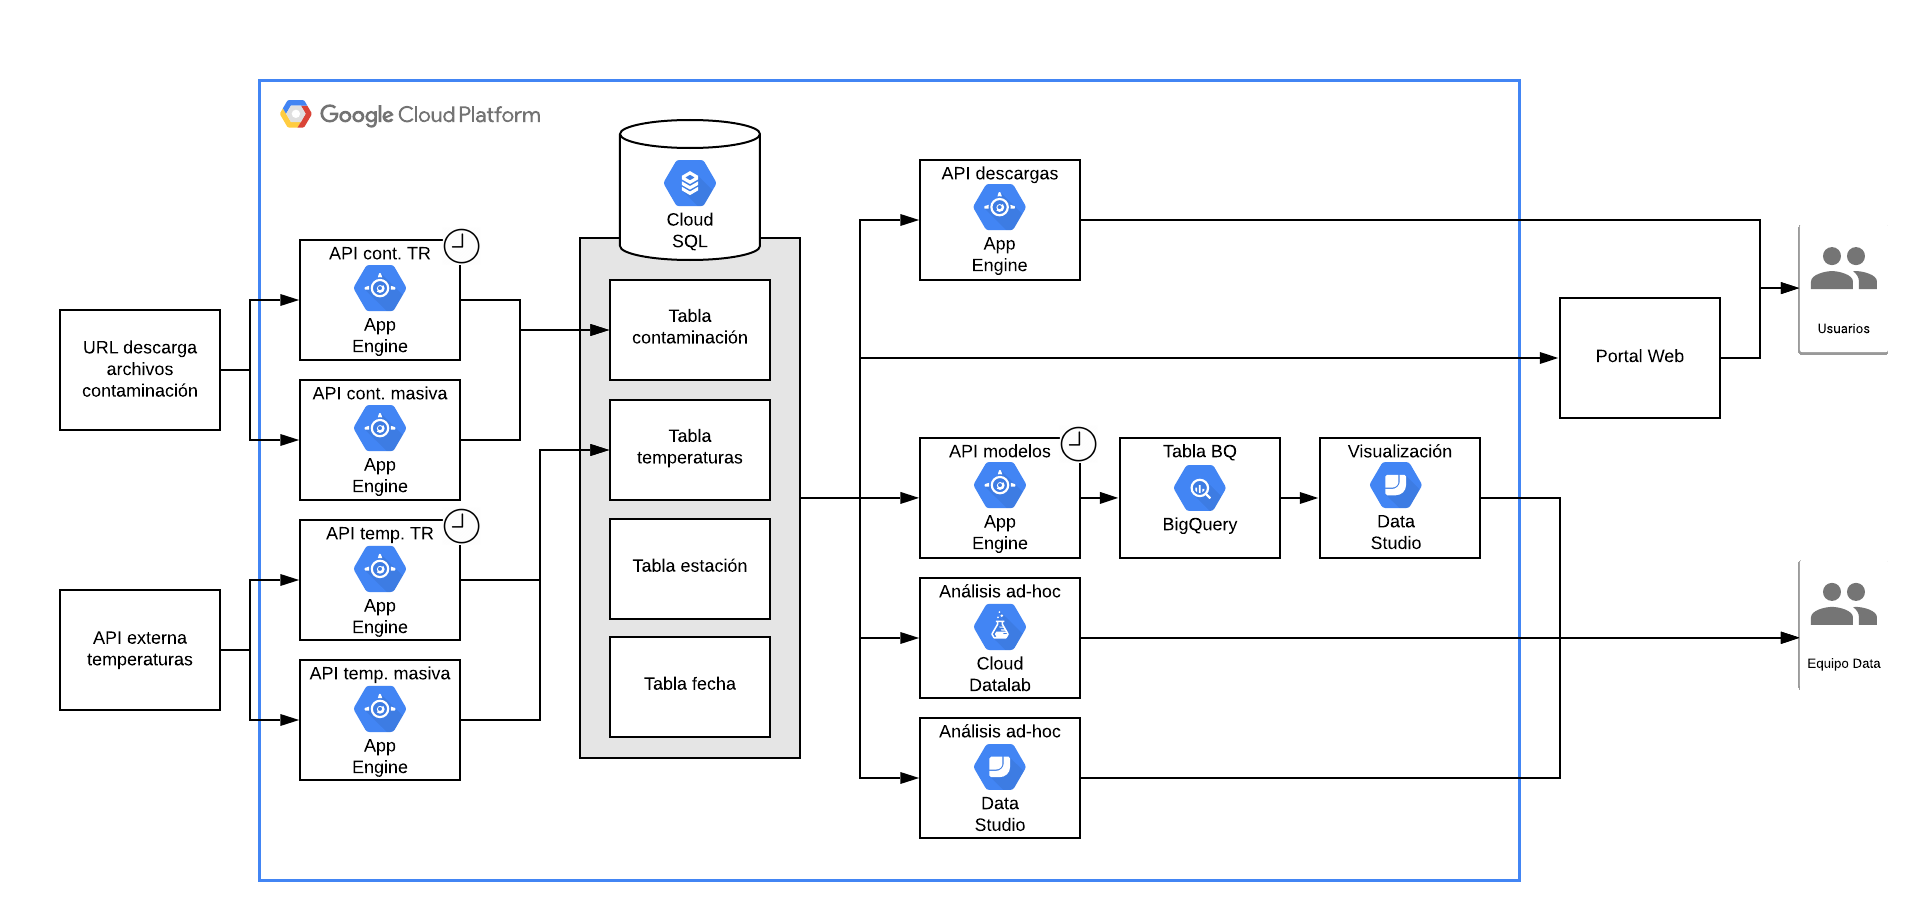 Google Cloud Platform
URL descarga
archivos
contaminación
API externa
temperaturas
API cont. TR
App
Engine
API cont. masiva
App
Engine
API temp. TR
App
Engine
API temp. masiva
App
Engine
Cloud
SQL
Tabla
contaminación
Tabla
temperaturas
Tabla estación
Tabla fecha
API descargas
App
Engine
Portal Web
API modelos
App
Engine
Tabla BQ
BigQuery
Visualización
Data
Studio
Análisis ad-hoc
Cloud
Datalab
Análisis ad-hoc
Data
Studio
Usuarios
Equipo Data